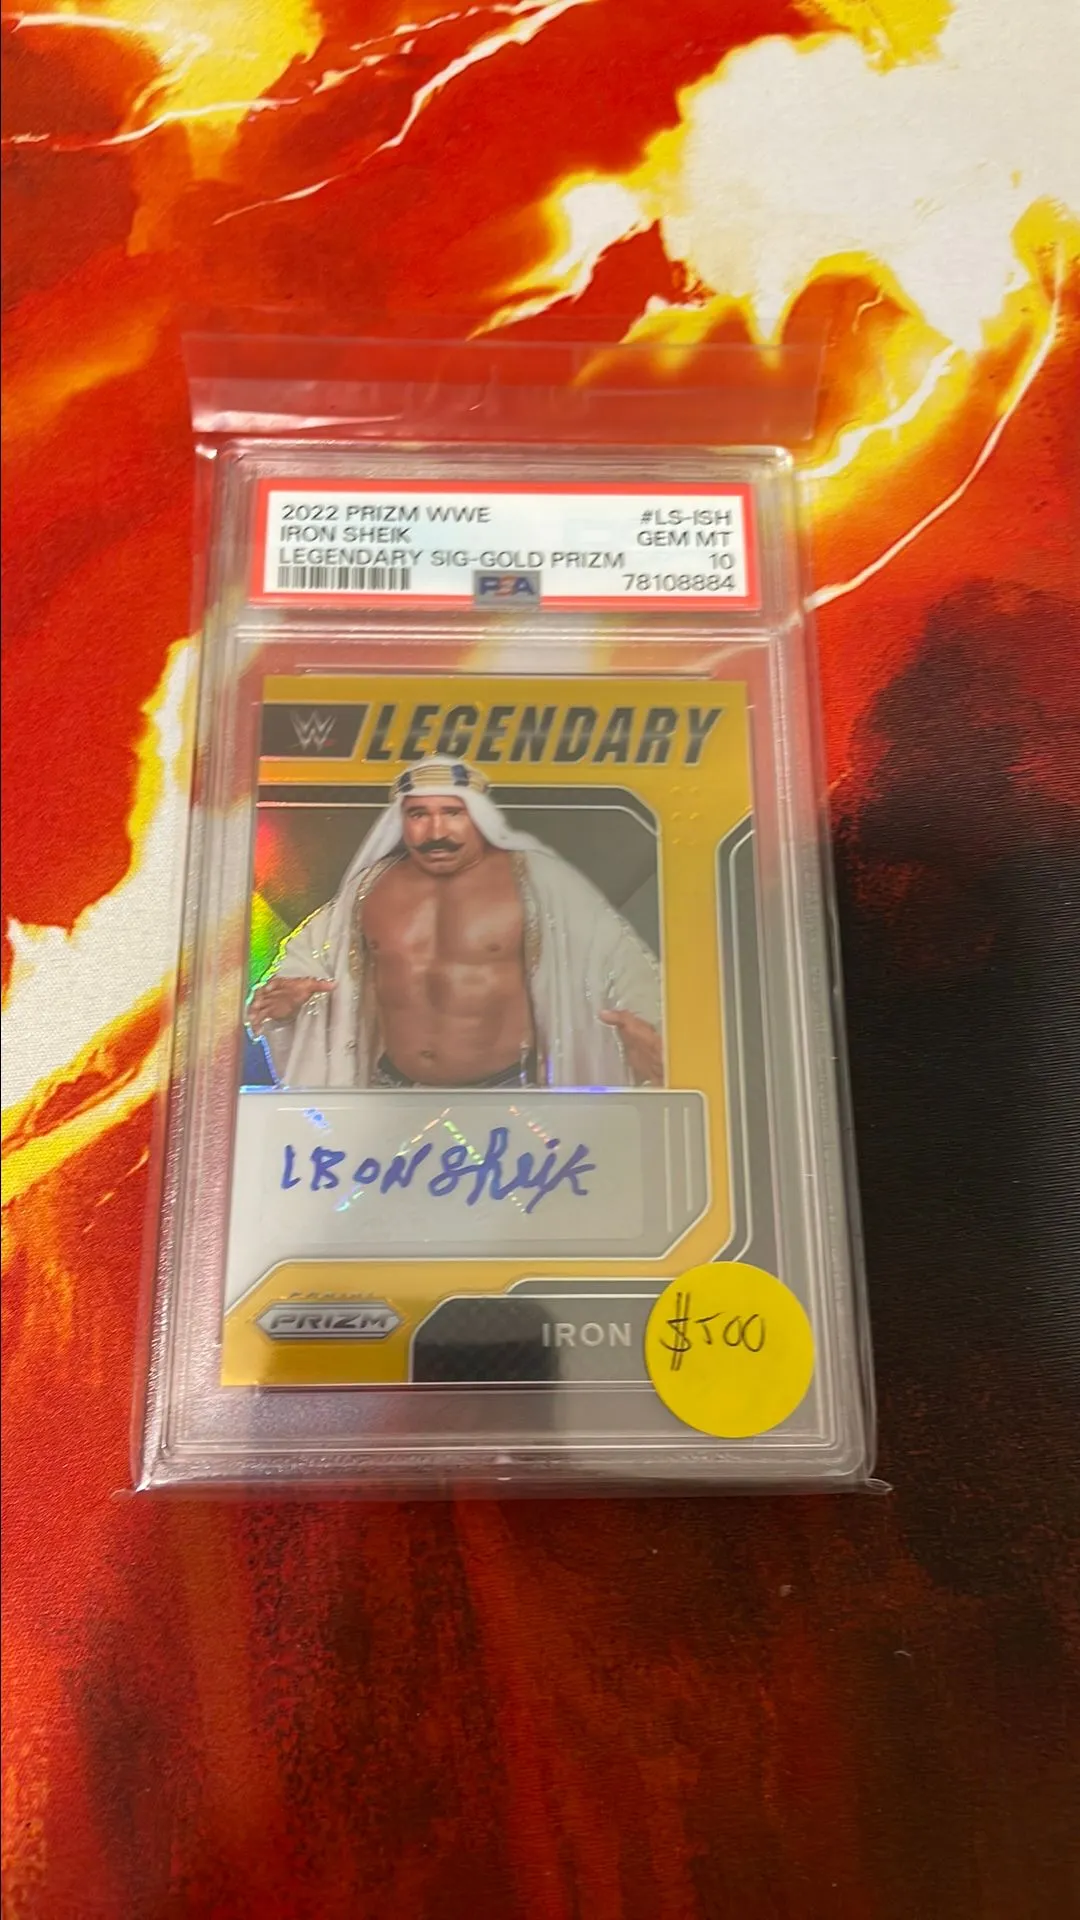 2022 PRIZM WWE #LS-ISH
IRON SHEIK GEM MT
LEGENDARY SIG-GOLD PRIZM 10
PSA 78108884
W LEGENDARY
IRON Sheik
PANINI
PRIZM
IRON
$500